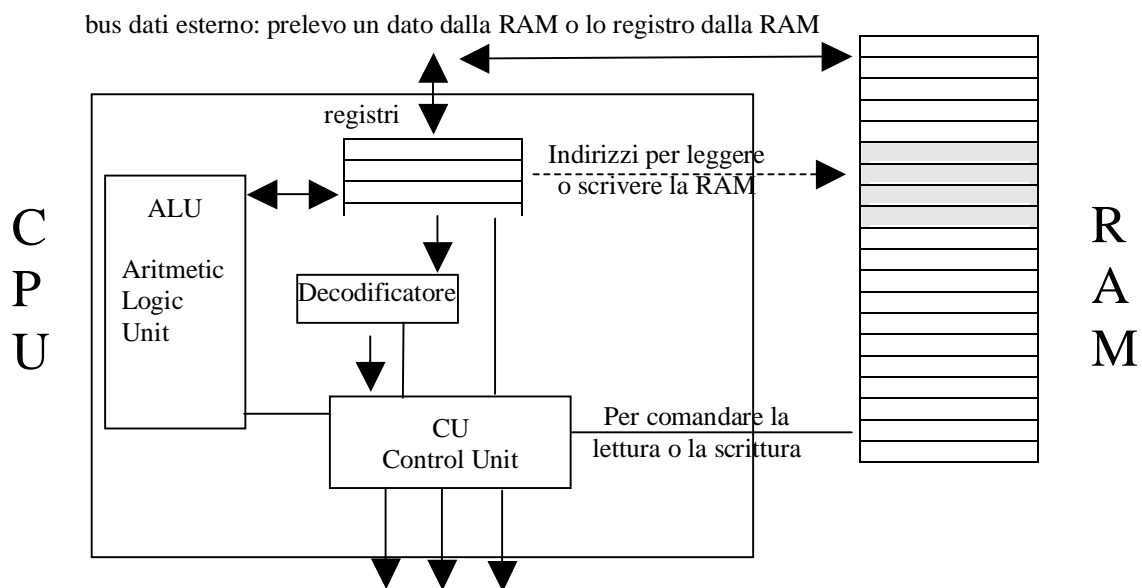 bus dati esterno: prelevo un dato dalla RAM o lo registro dalla RAM
registri
Indirizzi per leggere
o scrivere la RAM
ALU
Aritmetic
Logic
Unit
C
P
U
R
A
M
Decodificatore
CU
Control Unit
Per comandare la
lettura o la scrittura